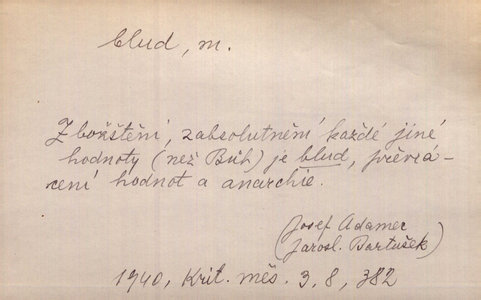 blud, m.
Zbožštění, zabsolutnění každé jiné
hodnoty (než Bůh) je blud, převrá-
cení hodnot a anarchie.
(Josef Adamec
Jarosl. Bartušek)
1940, Krit. měs. 3, 8, 382